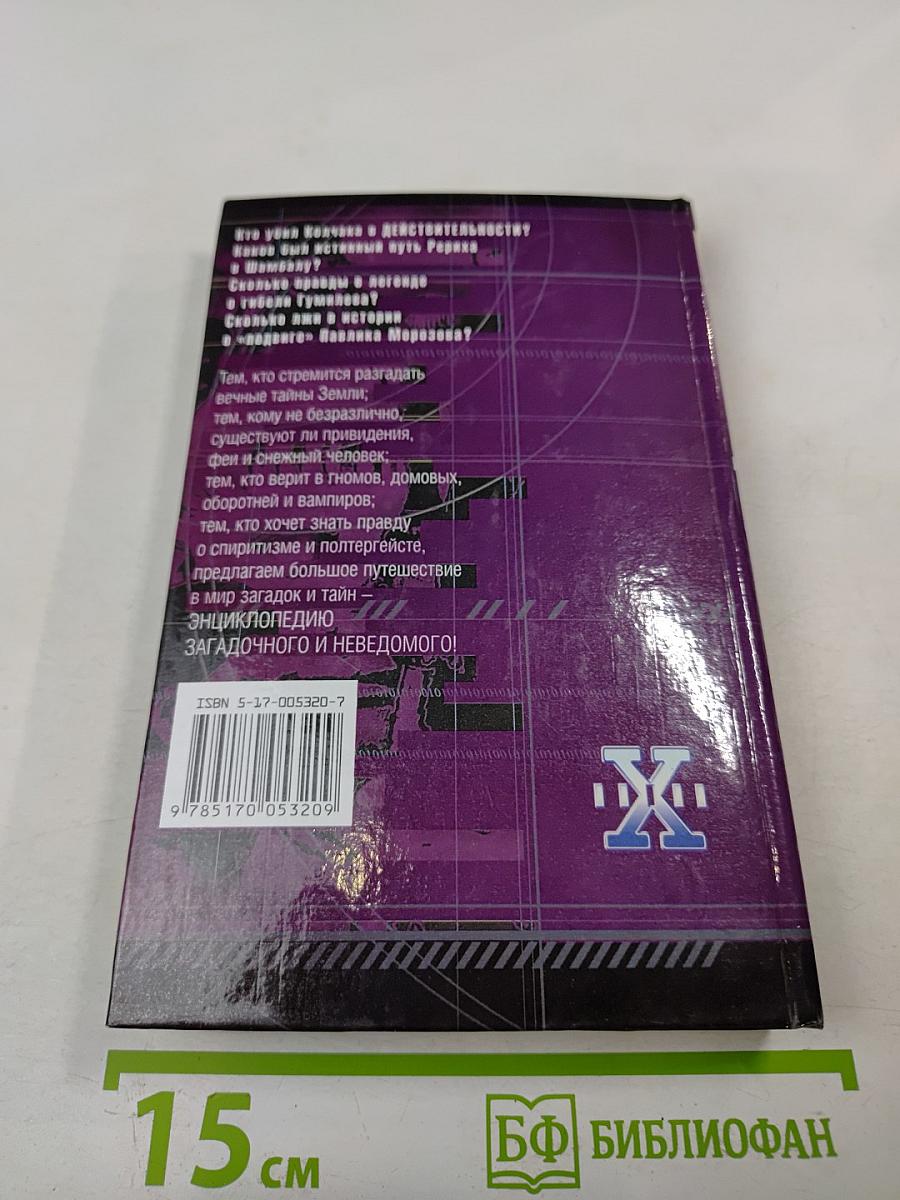 Кто убил Колчака в ДЕЙСТВИТЕЛЬНОСТИ?
Каков был истинный путь Рериха
в Шамбалу?
Сколько правды в легенде
о гибели Гумилева?
Сколько лжи в истории
о «подвиге» Павлика Морозова?
Тем, кто стремится разгадать
вечные тайны Земли;
тем, кому не безразлично,
существуют ли привидения,
феи и снежный человек;
тем, кто верит в гномов, домовых,
оборотней и вампиров;
тем, кто хочет знать правду
о спиритизме и полтергейсте,
предлагаем большое путешествие
в мир загадок и тайн –
ЭНЦИКЛОПЕДИЮ
ЗАГАДОЧНОГО И НЕВЕДОМОГО!
ISBN 5-17-005320-7
9 785170 053209
X
15 см
БФ БИБЛИОФАН